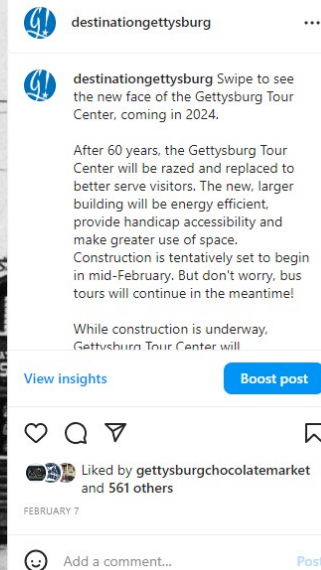 destinationgettysburg
destinationgettysburg Swipe to see
the new face of the Gettysburg Tour
Center, coming in 2024.
After 60 years, the Gettysburg Tour
Center will be razed and replaced to
better serve visitors. The new, larger
building will be energy efficient,
provide handicap accessibility and
make greater use of space.
Construction is tentatively set to begin
in mid-February. But don't worry, bus
tours will continue in the meantime!
While construction is underway,
Gettysburg Tour Center will
View insights
Boost post
Liked by gettysburgchocolatemarket
and 561 others
FEBRUARY 7
Add a comment...
Post